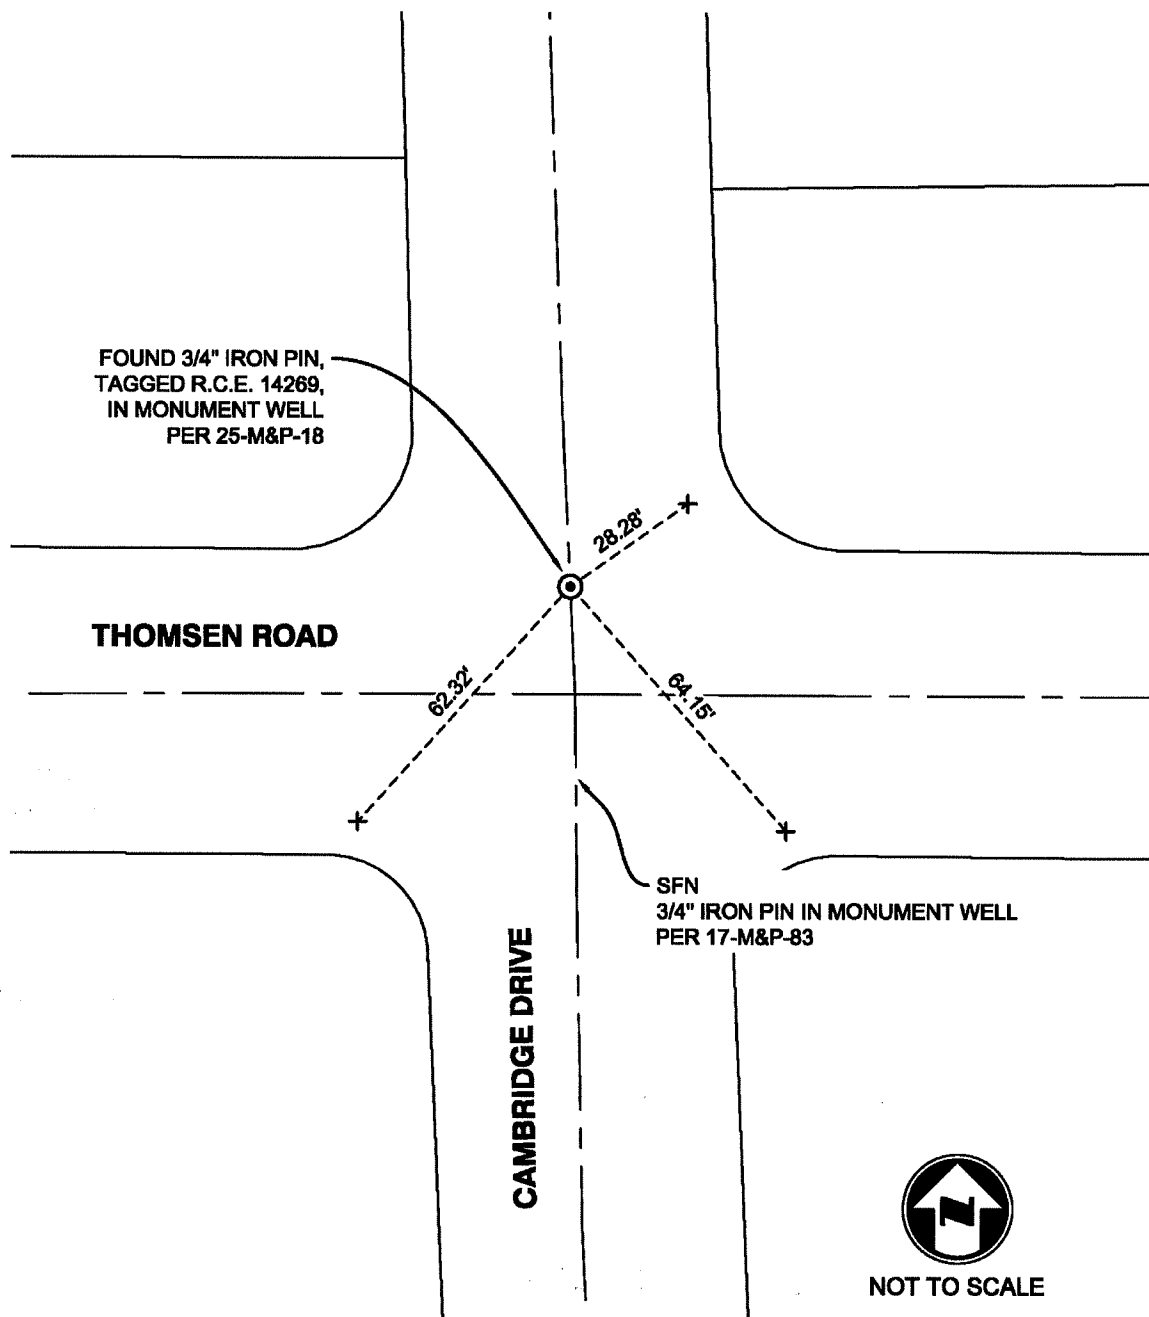 FOUND 3/4" IRON PIN,
TAGGED R.C.E. 14269,
IN MONUMENT WELL
PER 25-M&P-18
28.28'
THOMSEN ROAD
62.32'
64.15'
SFN
3/4" IRON PIN IN MONUMENT WELL
PER 17-M&P-83
CAMBRIDGE DRIVE
N
NOT TO SCALE